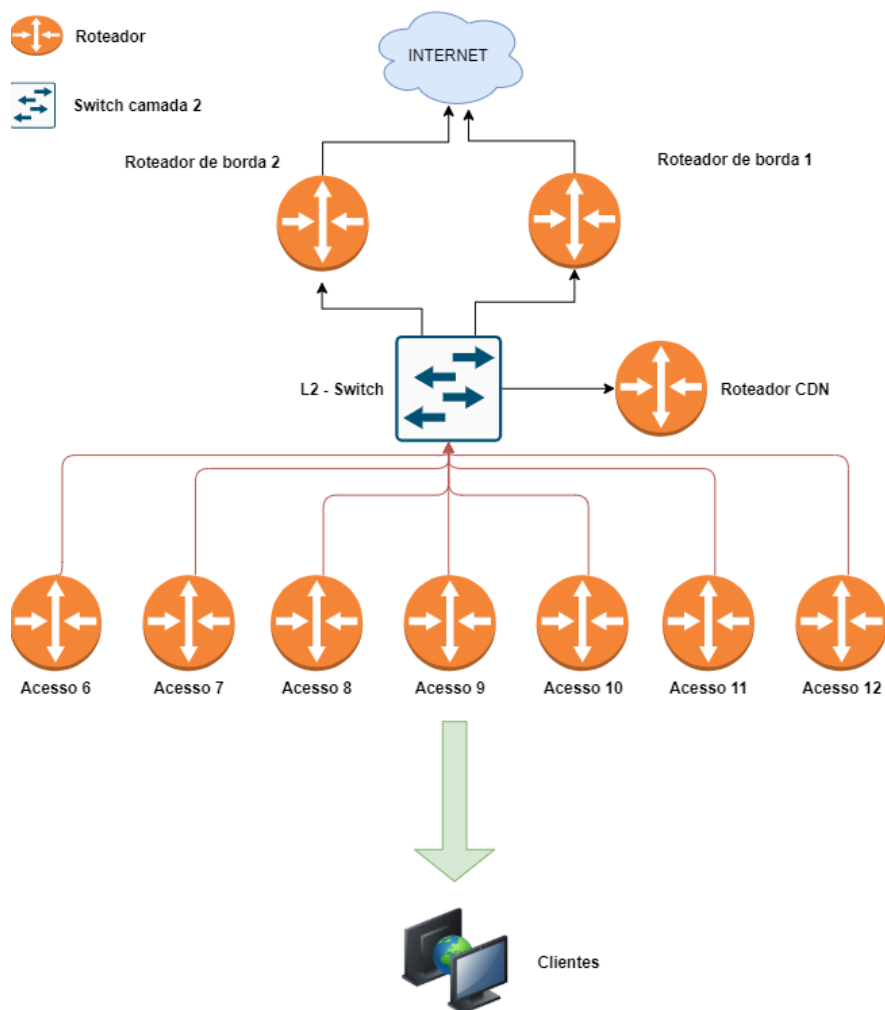 Roteador
INTERNET
Switch camada 2
Roteador de borda 2
Roteador de borda 1
L2 - Switch
Roteador CDN
Acesso 6
Acesso 7
Acesso 8
Acesso 9
Acesso 10
Acesso 11
Acesso 12
Clientes